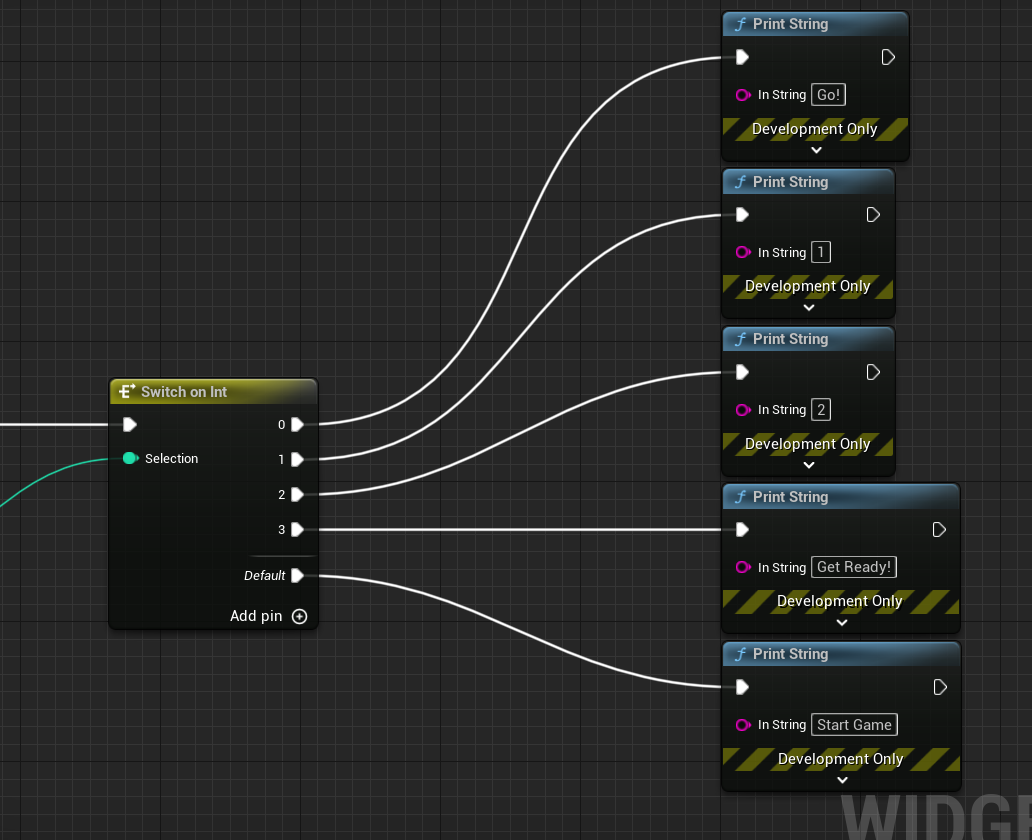 Print String
In String Go!
Development Only
Print String
In String 1
Development Only
Print String
In String 2
Development Only
Switch on Int
0
Selection 1
2
3
Default
Add pin
Print String
In String Get Ready!
Development Only
Print String
In String Start Game
Development Only